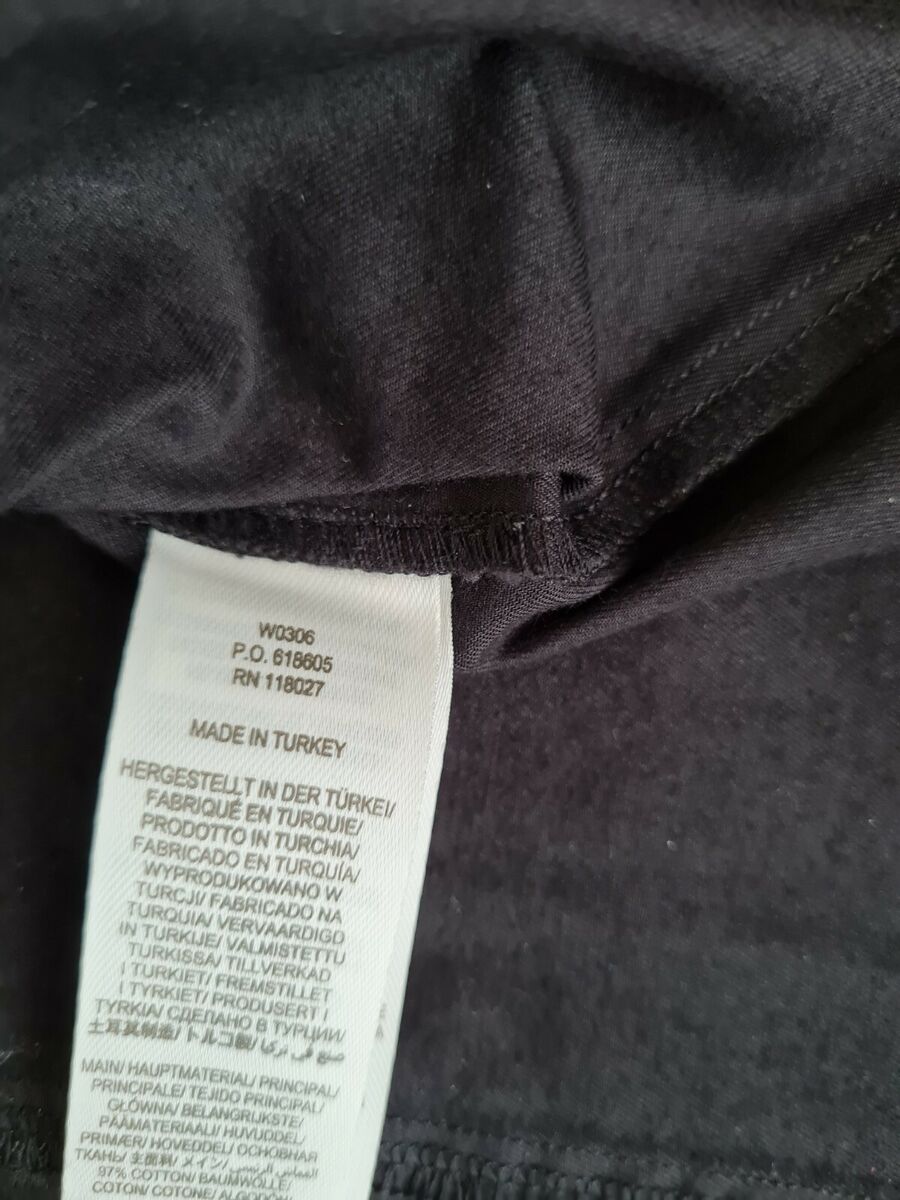 W0306
P.O. 618605
RN 118027
MADE IN TURKEY
HERGESTELLT IN DER TÜRKEI/
FABRIQUÉ EN TURQUIE/
PRODOTTO IN TURCHIA/
FABRICADO EN TURQUÍA/
WYPRODUKOWANO W
TURCJI/ FABRICADO NA
TURQUIA/ VERVAARDIGD
IN TURKIJE/ VALMISTETTU
TURKISSA/ TILLVERKAD
I TURKIET/ FREMSTILLET
I TYRKIET/ PRODUSERT I
TYRKIA/ СДЕЛАНО В ТУРЦИИ/
土耳其制造/ トルコ製/ صنع في تركيا
MAIN/ HAUPTMATERIAL/ PRINCIPAL/
PRINCIPALE/ TEJIDO PRINCIPAL/
GŁÓWNA/ BELANGRIJKSTE/
PÄÄMATERIAALI/ HUVUDDEL/
PRIMÆR/ HOVEDDEL/ ОСНОВНАЯ
ТКАНЬ/ 主面料/ メイン/ القماش الرئيسي
97% COTTON/ BAUMWOLLE/
COTON/ COTONE/ ALGODÓN/